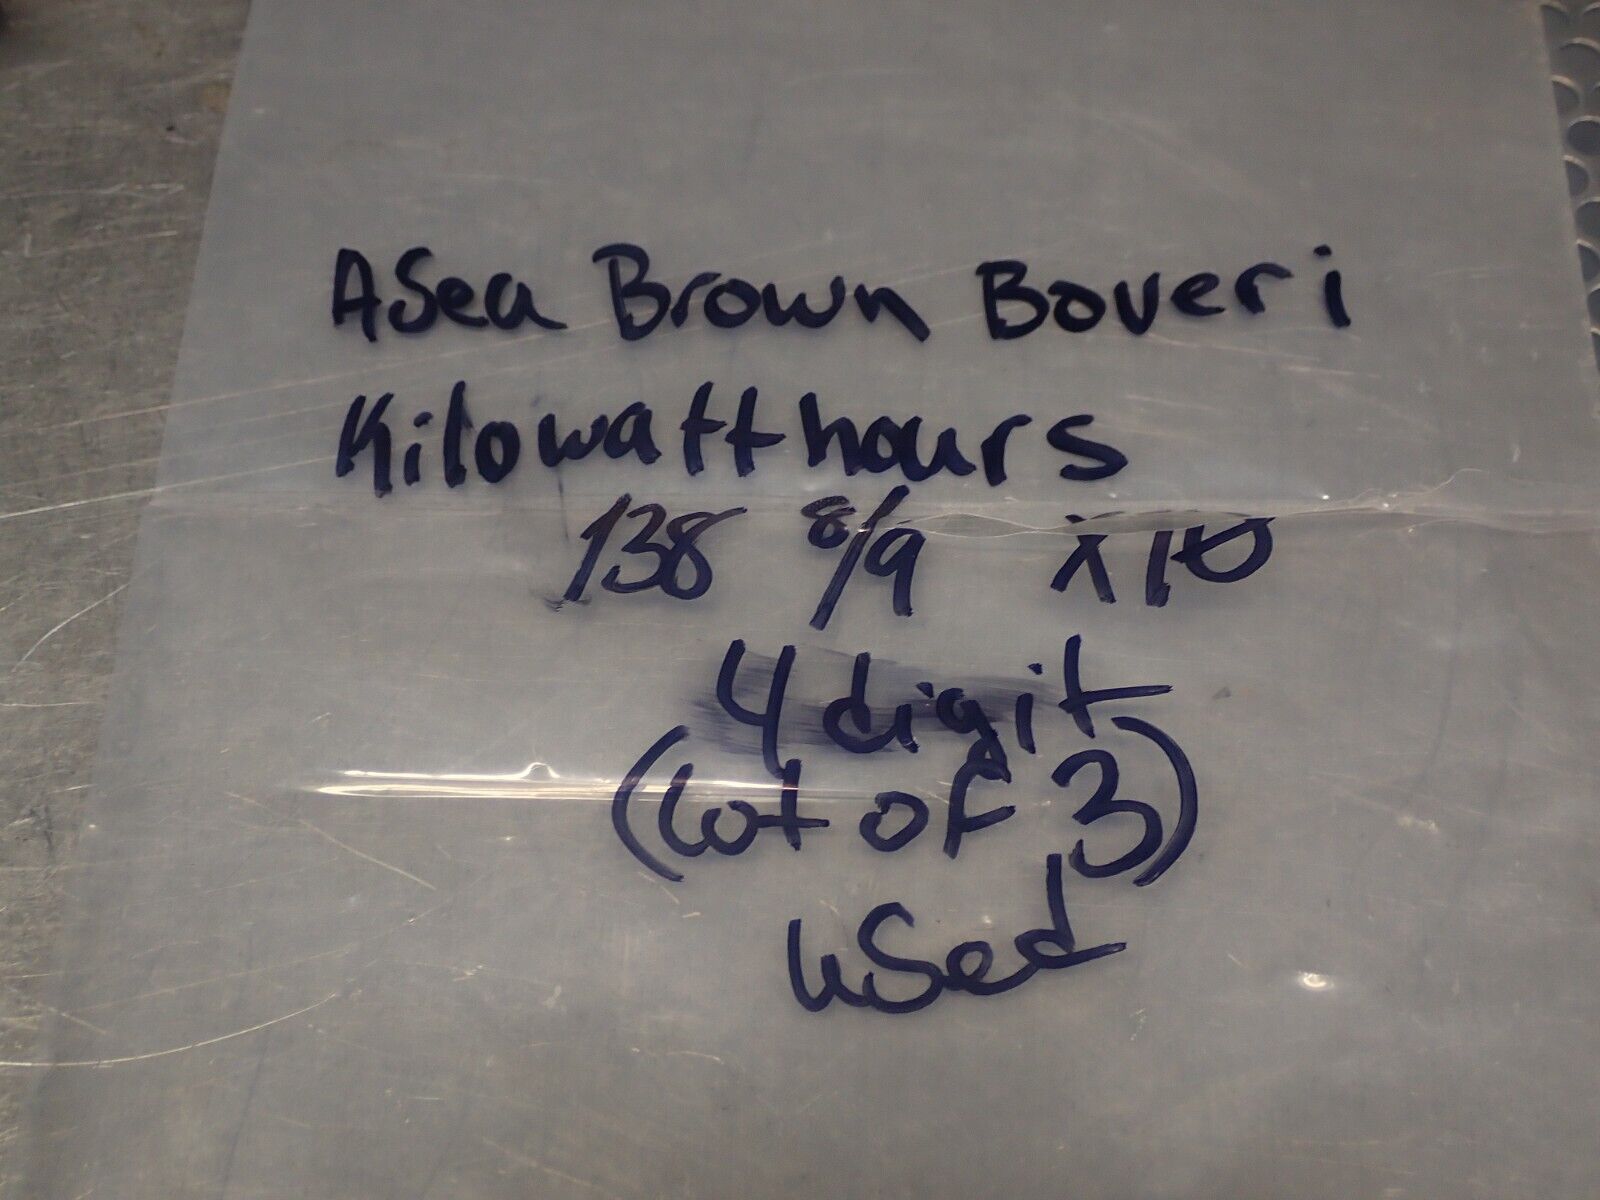 ASea Brown Boveri
Kilowatthours
138 8/9 x10
4 digit
(Lot of 3)
uSed